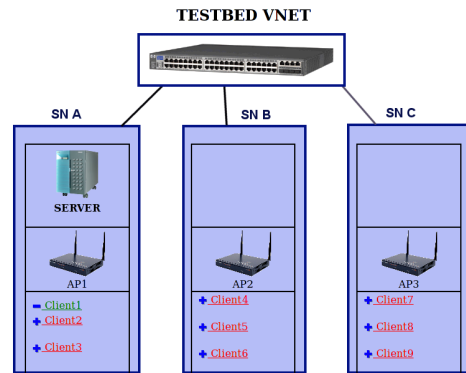 TESTBED VNET
SN A
SN B
SN C
SERVER
AP1
AP2
AP3
- Client1
+ Client2
+ Client3
+ Client4
+ Client5
+ Client6
+ Client7
+ Client8
+ Client9